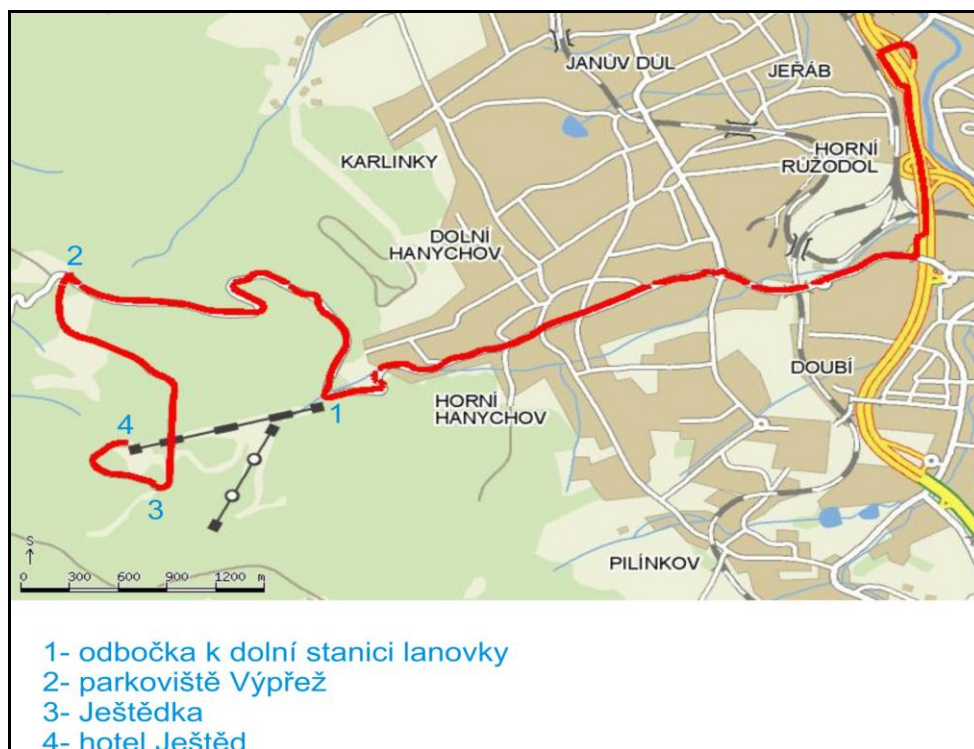 JANŮV DŮL
JEŘÁB
KARLINKY
HORNÍ
RŮŽODOL
DOLNÍ
HANYCHOV
2
DOUBÍ
1
HORNÍ
HANYCHOV
4
3
S
PILÍNKOV
0 300 600 900 1200 m
1- odbočka k dolní stanici lanovky
2- parkoviště Výpřež
3- Ještědka
4- hotel Ještěd